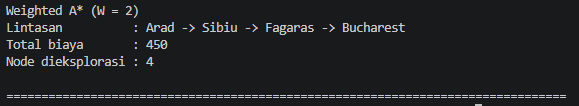 Weighted A* (W = 2)
Lintasan          : Arad -> Sibiu -> Fagaras -> Bucharest
Total biaya       : 450
Node dieksplorasi : 4
================================================================================